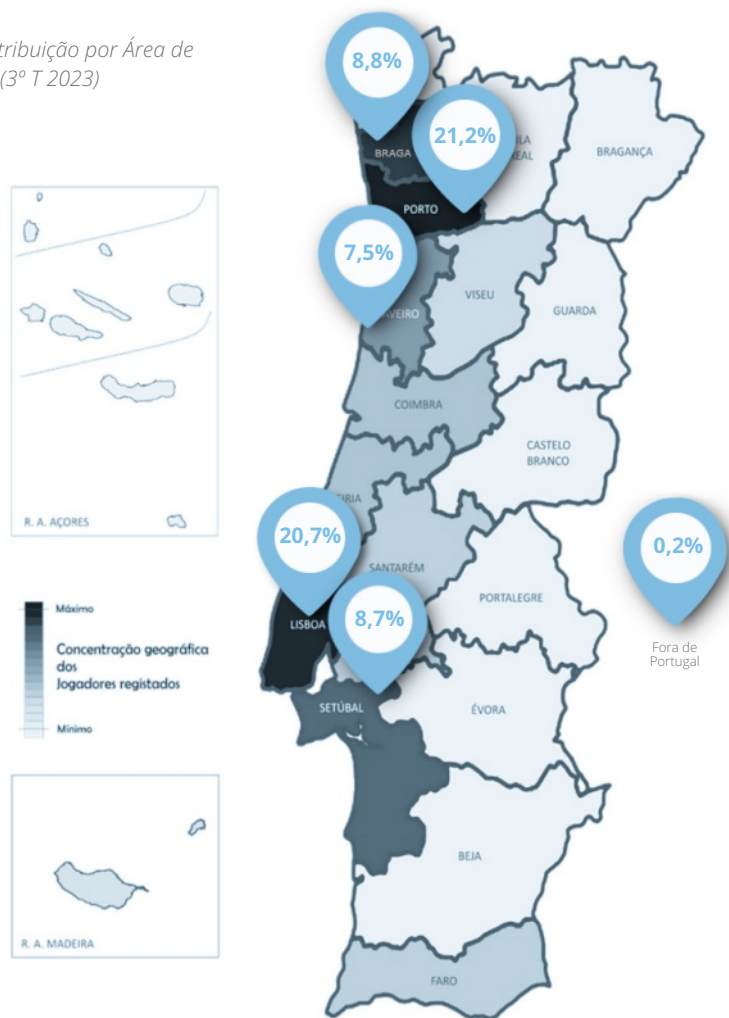 tribuição por Área de
(3º T 2023)
8,8%
21,2%
BRAGA
REAL
BRAGANÇA
PORTO
7,5%
VISEU
GUARDA
AVEIRO
COIMBRA
CASTELO
BRANCO
R. A. AÇORES
20,7%
0,2%
SANTARÉM
PORTALEGRE
Máximo
8,7%
LISBOA
Fora de
Portugal
Concentração geográfica
dos
Jogadores registados
SETÚBAL
ÉVORA
Mínimo
BEJA
R. A. MADEIRA
FARO